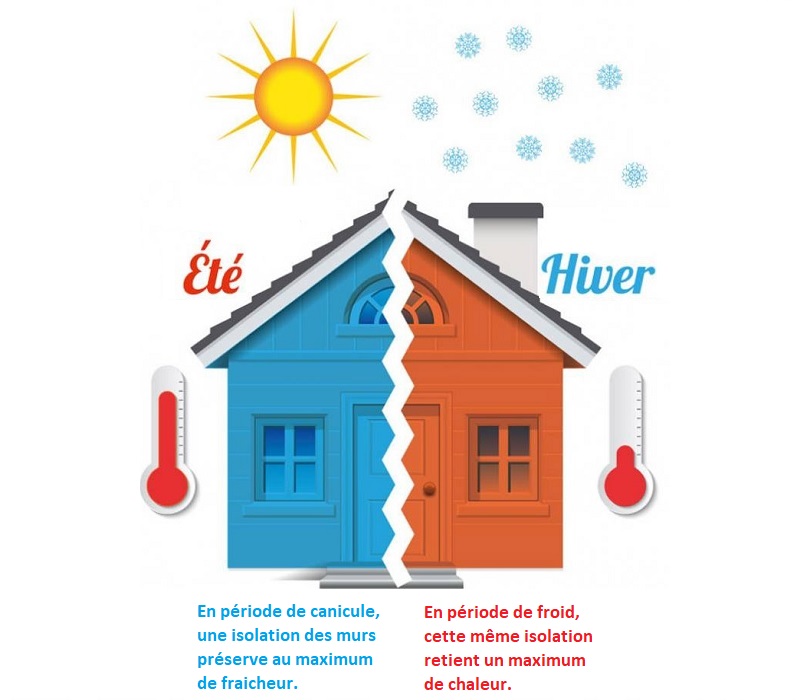 Été
Hiver
En période de canicule,
une isolation des murs
préserve au maximum
de fraicheur.
En période de froid,
cette même isolation
retient un maximum
de chaleur.